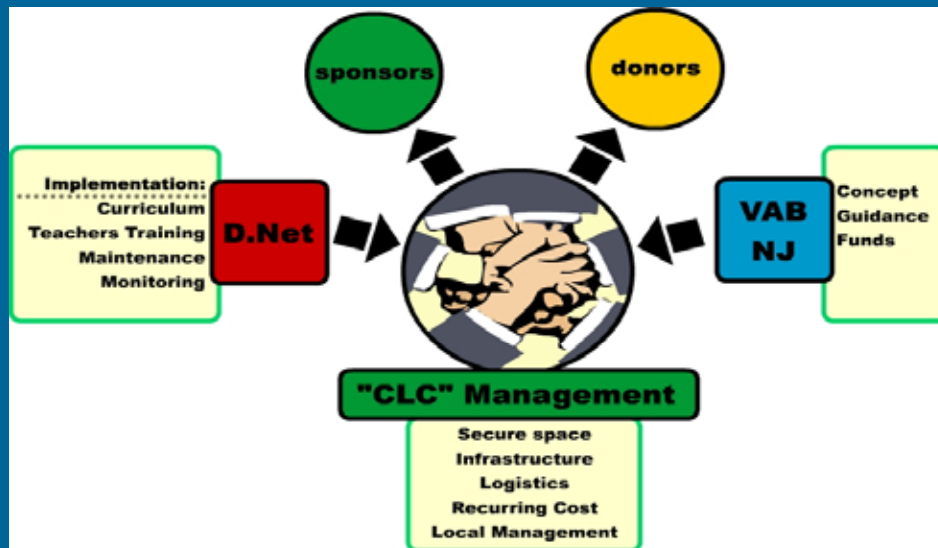 sponsors
donors
Implementation:
Curriculum
Teachers Training
Maintenance
Monitoring
D.Net
VAB
NJ
Concept
Guidance
Funds
"CLC" Management
Secure space
Infrastructure
Logistics
Recurring Cost
Local Management